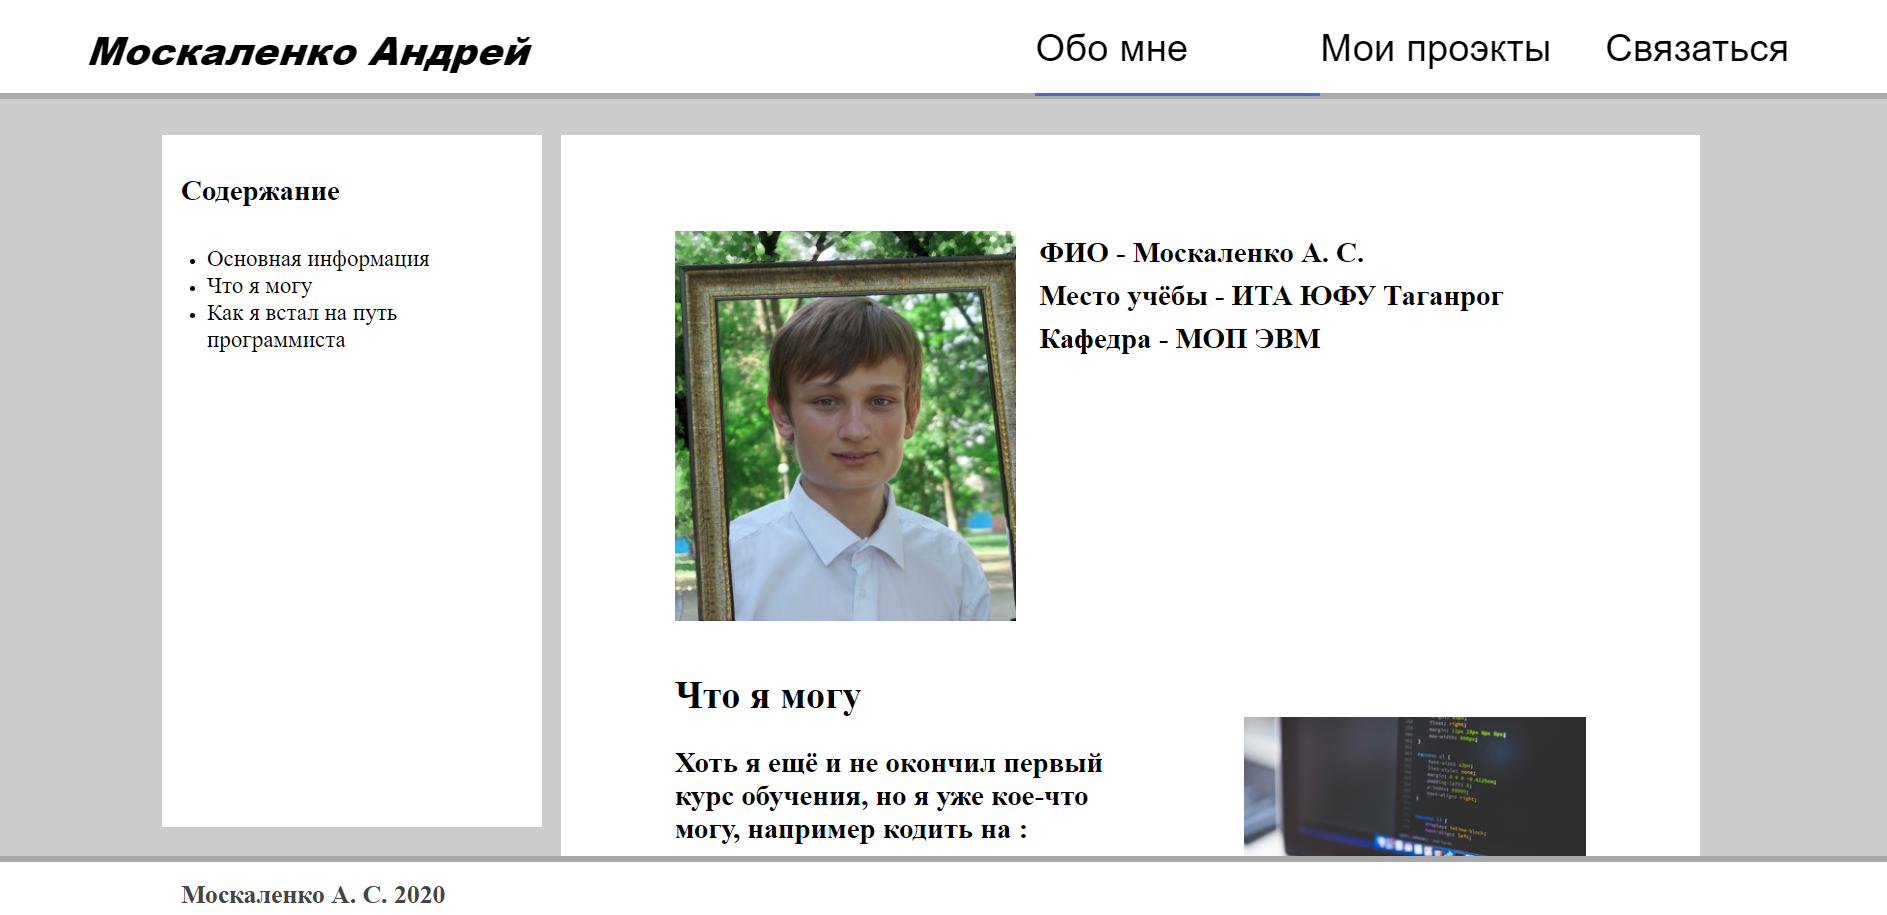 Москаленко Андрей
Обо мне
Мои проэкты
Связаться
Содержание
Основная информация
Что я могу
Как я встал на путь
программиста
ФИО - Москаленко А. С.
Место учёбы - ИТА ЮФУ Таганрог
Кафедра - МОП ЭВМ
Что я могу
Хоть я ещё и не окончил первый
курс обучения, но я уже кое-что
могу, например кодить на :
Москаленко А. С. 2020